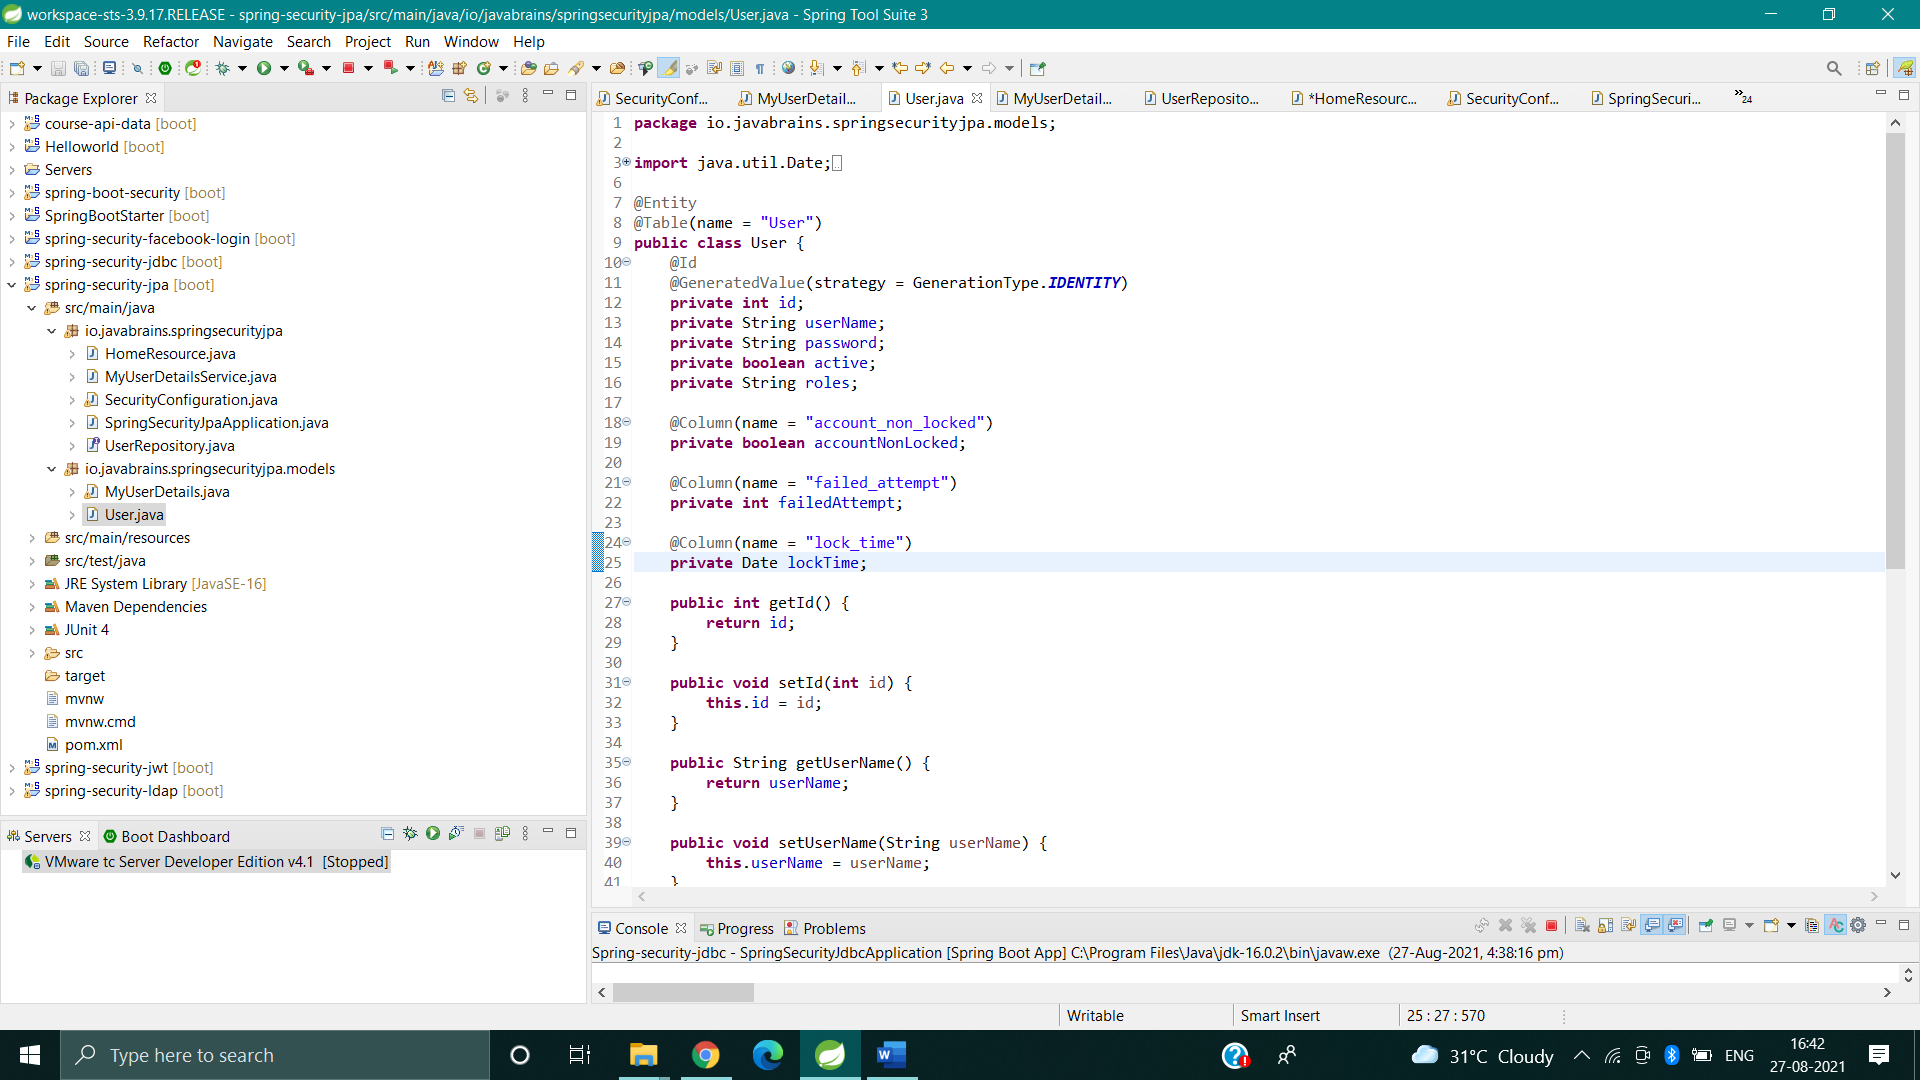 workspace-sts-3.9.17.RELEASE - spring-security-jpa/src/main/java/io/javabrains/springsecurityjpa/models/User.java - Spring Tool Suite 3
File Edit Source Refactor Navigate Search Project Run Window Help
Package Explorer
course-api-data [boot]
Helloworld [boot]
Servers
spring-boot-security [boot]
SpringBootStarter [boot]
spring-security-facebook-login [boot]
spring-security-jdbc [boot]
spring-security-jpa [boot]
src/main/java
io.javabrains.springsecurityjpa
HomeResource.java
MyUserDetailsService.java
SecurityConfiguration.java
SpringSecurityJpaApplication.java
UserRepository.java
io.javabrains.springsecurityjpa.models
MyUserDetails.java
User.java
src/main/resources
src/test/java
JRE System Library [JavaSE-16]
Maven Dependencies
JUnit 4
src
target
mvnw
mvnw.cmd
pom.xml
spring-security-jwt [boot]
spring-security-ldap [boot]
Servers Boot Dashboard
VMware tc Server Developer Edition v4.1 [Stopped]
SecurityConf... MyUserDetail... User.java MyUserDetail... UserReposito... *HomeResourc... SecurityConf... SpringSecuri... »24
1 package io.javabrains.springsecurityjpa.models;
2
3 import java.util.Date;
6
7 @Entity
8 @Table(name = "User")
9 public class User {
10 @Id
11 @GeneratedValue(strategy = GenerationType.IDENTITY)
12 private int id;
13 private String userName;
14 private String password;
15 private boolean active;
16 private String roles;
17
18 @Column(name = "account_non_locked")
19 private boolean accountNonLocked;
20
21 @Column(name = "failed_attempt")
22 private int failedAttempt;
23
24 @Column(name = "lock_time")
25 private Date lockTime;
26
27 public int getId() {
28 return id;
29 }
30
31 public void setId(int id) {
32 this.id = id;
33 }
34
35 public String getUserName() {
36 return userName;
37 }
38
39 public void setUserName(String userName) {
40 this.userName = userName;
41 }
Console Progress Problems
Spring-security-jdbc - SpringSecurityJdbcApplication [Spring Boot App] C:\Program Files\Java\jdk-16.0.2\bin\javaw.exe (27-Aug-2021, 4:38:16 pm)
Writable Smart Insert 25 : 27 : 570
Type here to search
31°C Cloudy ENG 16:42
27-08-2021